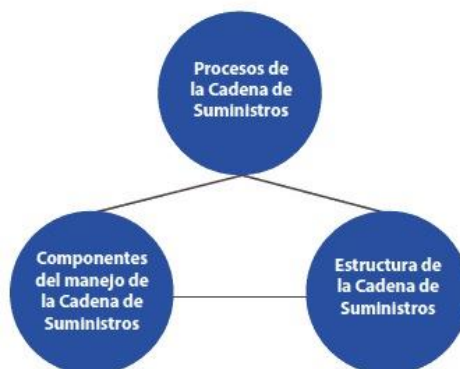 Procesos de
la Cadena de
Suministros
Componentes
del manejo de
la Cadena de
Suministros
Estructura de
la Cadena de
Suministros